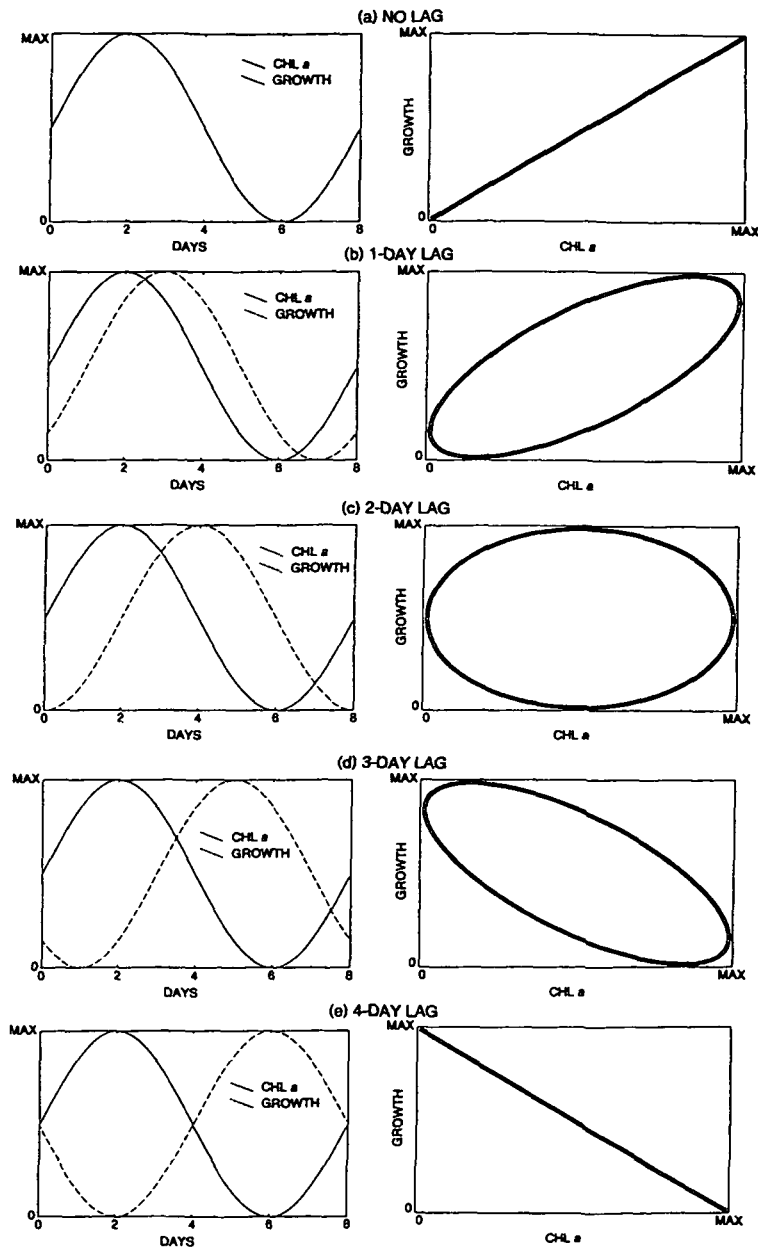 (a) NO LAG
MAX
CHL a
GROWTH
0
0 2 4 6 8
DAYS
MAX
GROWTH
0
0 MAX
CHL a
(b) 1-DAY LAG
MAX
CHL a
GROWTH
0
0 2 4 6 8
DAYS
MAX
GROWTH
0
0 MAX
CHL a
(c) 2-DAY LAG
MAX
CHL a
GROWTH
0
0 2 4 6 8
DAYS
MAX
GROWTH
0
0 MAX
CHL a
(d) 3-DAY LAG
MAX
CHL a
GROWTH
0
0 2 4 6 8
DAYS
MAX
GROWTH
0
0 MAX
CHL a
(e) 4-DAY LAG
MAX
CHL a
GROWTH
0
0 2 4 6 8
DAYS
MAX
GROWTH
0
0 MAX
CHL a